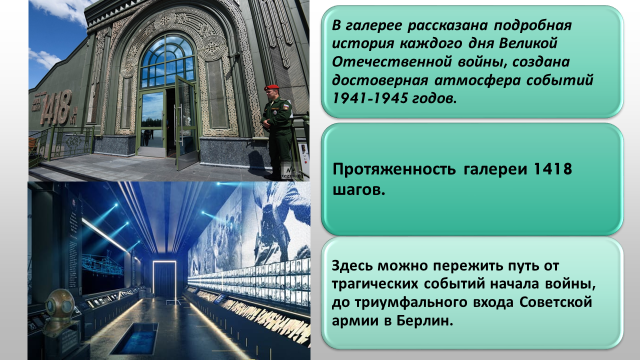 1418
В галерее рассказана подробная
история каждого дня Великой
Отечественной войны, создана
достоверная атмосфера событий
1941-1945 годов.
Протяженность галереи 1418
шагов.
Здесь можно пережить путь от
трагических событий начала войны,
до триумфального входа Советской
армии в Берлин.